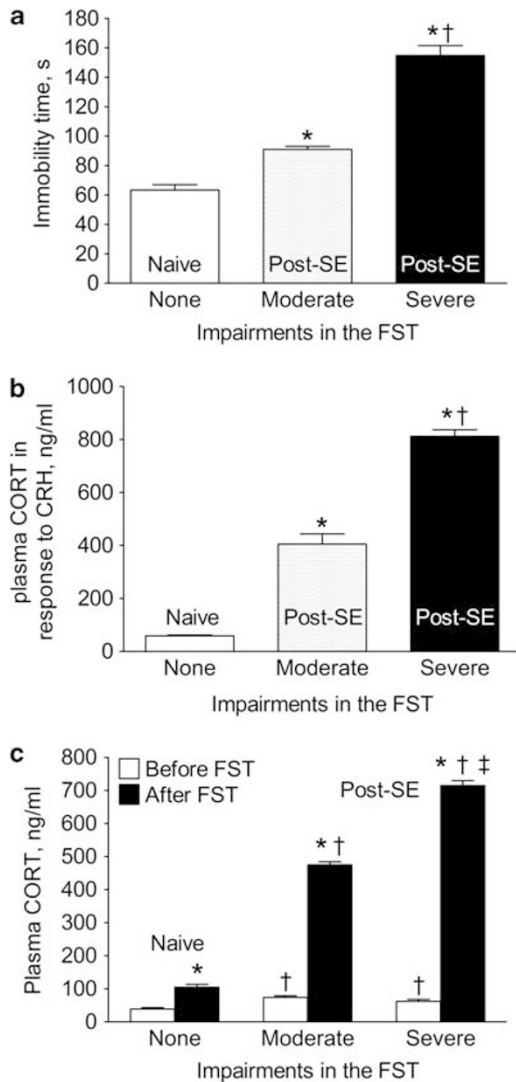 a
Immobility time, s
180
160
140
120
100
80
60
40
20
0
*
*†
Naive
Post-SE
Post-SE
None
Moderate
Severe
Impairments in the FST
b
plasma CORT in
response to CRH, ng/ml
1000
800
600
400
200
0
*
*†
Naive
Post-SE
Post-SE
None
Moderate
Severe
Impairments in the FST
c
Plasma CORT, ng/ml
800
700
600
500
400
300
200
100
0
Before FST
After FST
Post-SE
* † ‡
* †
Naive
*
†
†
None
Moderate
Severe
Impairments in the FST